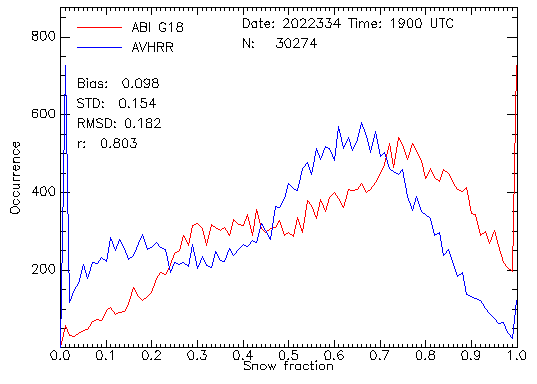 ABI G18
AVHRR
Date: 2022334 Time: 1900 UTC
N: 30274
Bias: 0.098
STD: 0.154
RMSD: 0.182
r: 0.803
800
600
400
200
Occurrence
0.0 0.1 0.2 0.3 0.4 0.5 0.6 0.7 0.8 0.9 1.0
Snow fraction